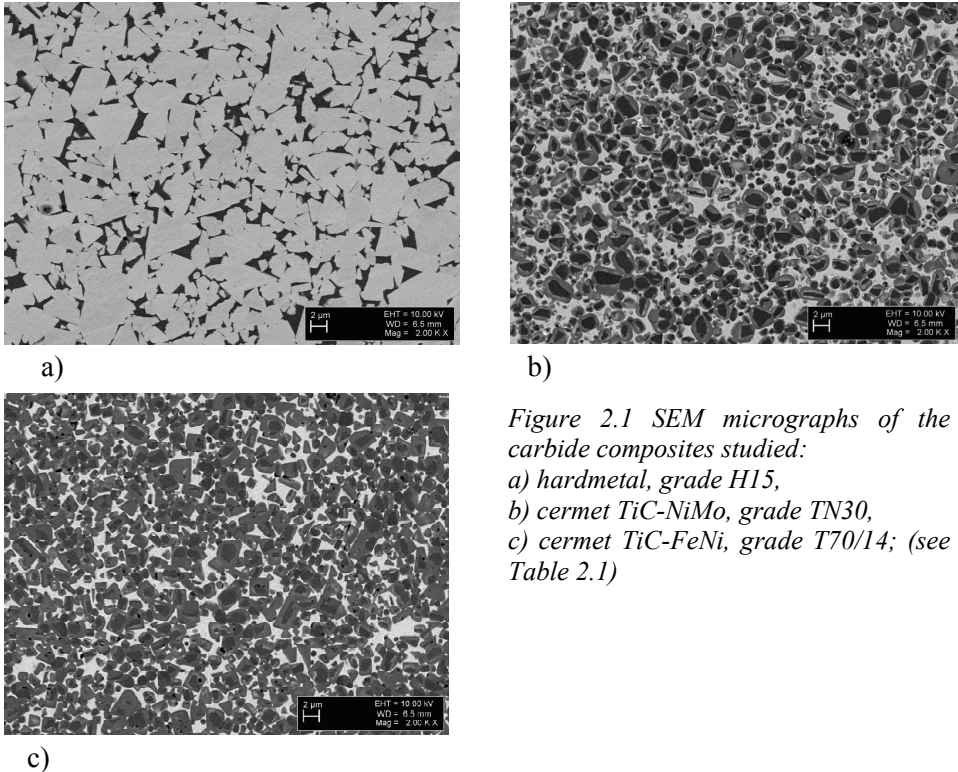 2 µm
EHT = 10.00 kV
WD = 6.5 mm
Mag = 2.00 K X
a)
2 µm
EHT = 10.00 kV
WD = 6.5 mm
Mag = 2.00 K X
b)
2 µm
EHT = 10.00 kV
WD = 6.5 mm
Mag = 2.00 K X
c)
Figure 2.1 SEM micrographs of the
carbide composites studied:
a) hardmetal, grade H15,
b) cermet TiC-NiMo, grade TN30,
c) cermet TiC-FeNi, grade T70/14; (see
Table 2.1)